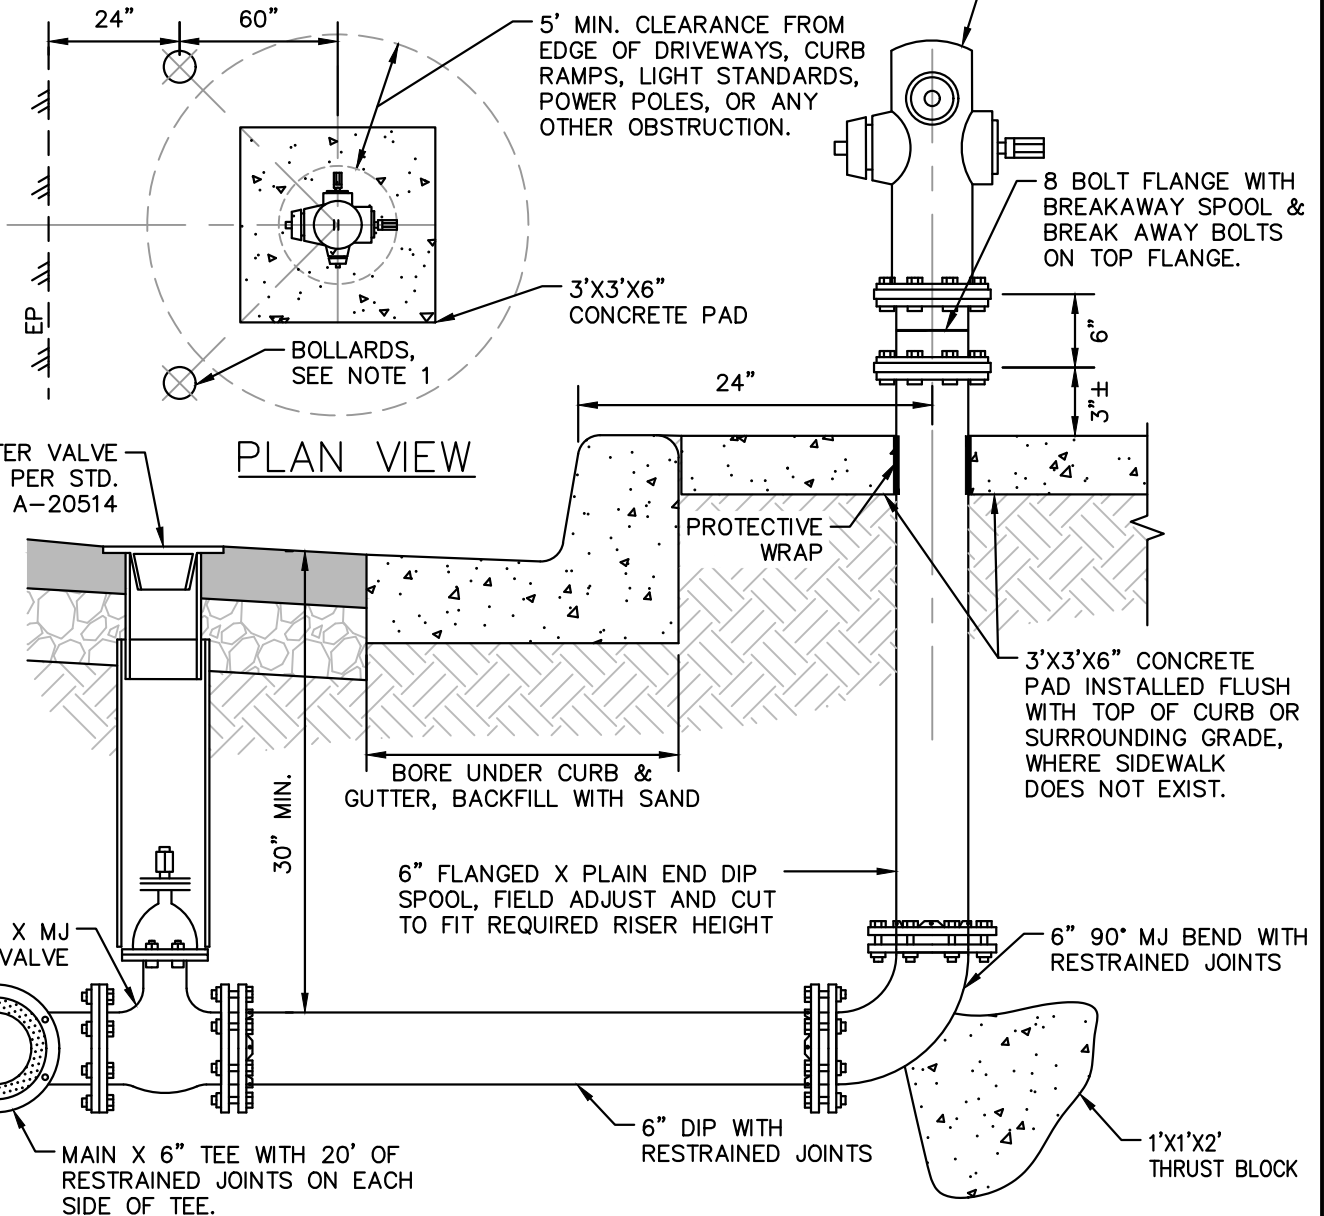 24” 60”
5’ MIN. CLEARANCE FROM
EDGE OF DRIVEWAYS, CURB
RAMPS, LIGHT STANDARDS,
POWER POLES, OR ANY
OTHER OBSTRUCTION.
8 BOLT FLANGE WITH
BREAKAWAY SPOOL &
BREAK AWAY BOLTS
ON TOP FLANGE.
3’X3’X6”
CONCRETE PAD
EP
BOLLARDS,
SEE NOTE 1
PLAN VIEW
6”
3”±
24”
TER VALVE
PER STD.
A-20514
PROTECTIVE
WRAP
3’X3’X6” CONCRETE
PAD INSTALLED FLUSH
WITH TOP OF CURB OR
SURROUNDING GRADE,
WHERE SIDEWALK
DOES NOT EXIST.
BORE UNDER CURB &
GUTTER, BACKFILL WITH SAND
30” MIN.
6” FLANGED X PLAIN END DIP
SPOOL, FIELD ADJUST AND CUT
TO FIT REQUIRED RISER HEIGHT
X MJ
VALVE
6” 90° MJ BEND WITH
RESTRAINED JOINTS
6” DIP WITH
RESTRAINED JOINTS
1’X1’X2’
THRUST BLOCK
MAIN X 6” TEE WITH 20’ OF
RESTRAINED JOINTS ON EACH
SIDE OF TEE.